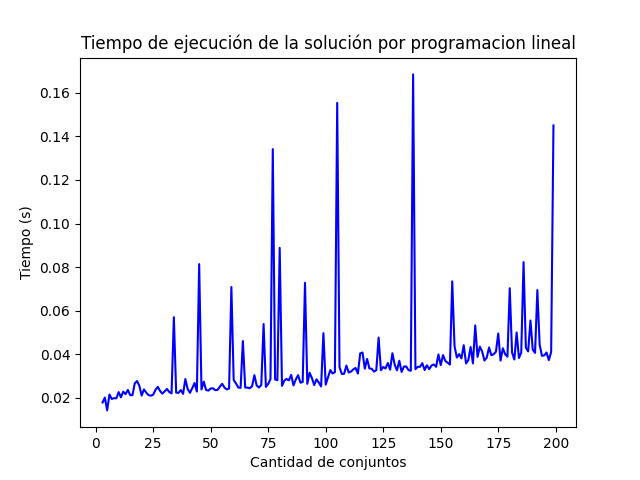 Tiempo de ejecución de la solución por programacion lineal
0.16
0.14
0.12
0.10
0.08
0.06
0.04
0.02
Tiempo (s)
0 25 50 75 100 125 150 175 200
Cantidad de conjuntos